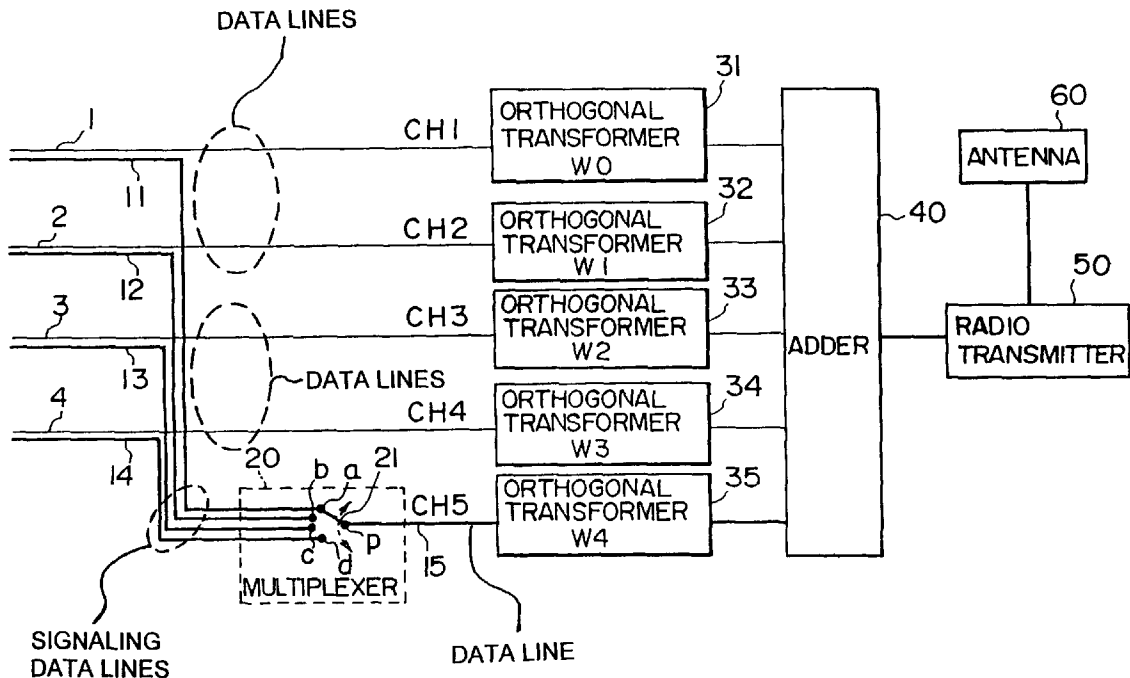 DATA LINES
1
11
CH1
31
ORTHOGONAL
TRANSFORMER
W0
60
ANTENNA
2
12
CH2
32
ORTHOGONAL
TRANSFORMER
W1
40
ADDER
50
RADIO
TRANSMITTER
3
13
CH3
33
ORTHOGONAL
TRANSFORMER
W2
DATA LINES
4
14
CH4
34
ORTHOGONAL
TRANSFORMER
W3
20
b
a
21
c
d
p
MULTIPLEXER
CH5
15
35
ORTHOGONAL
TRANSFORMER
W4
SIGNALING
DATA LINES
DATA LINE